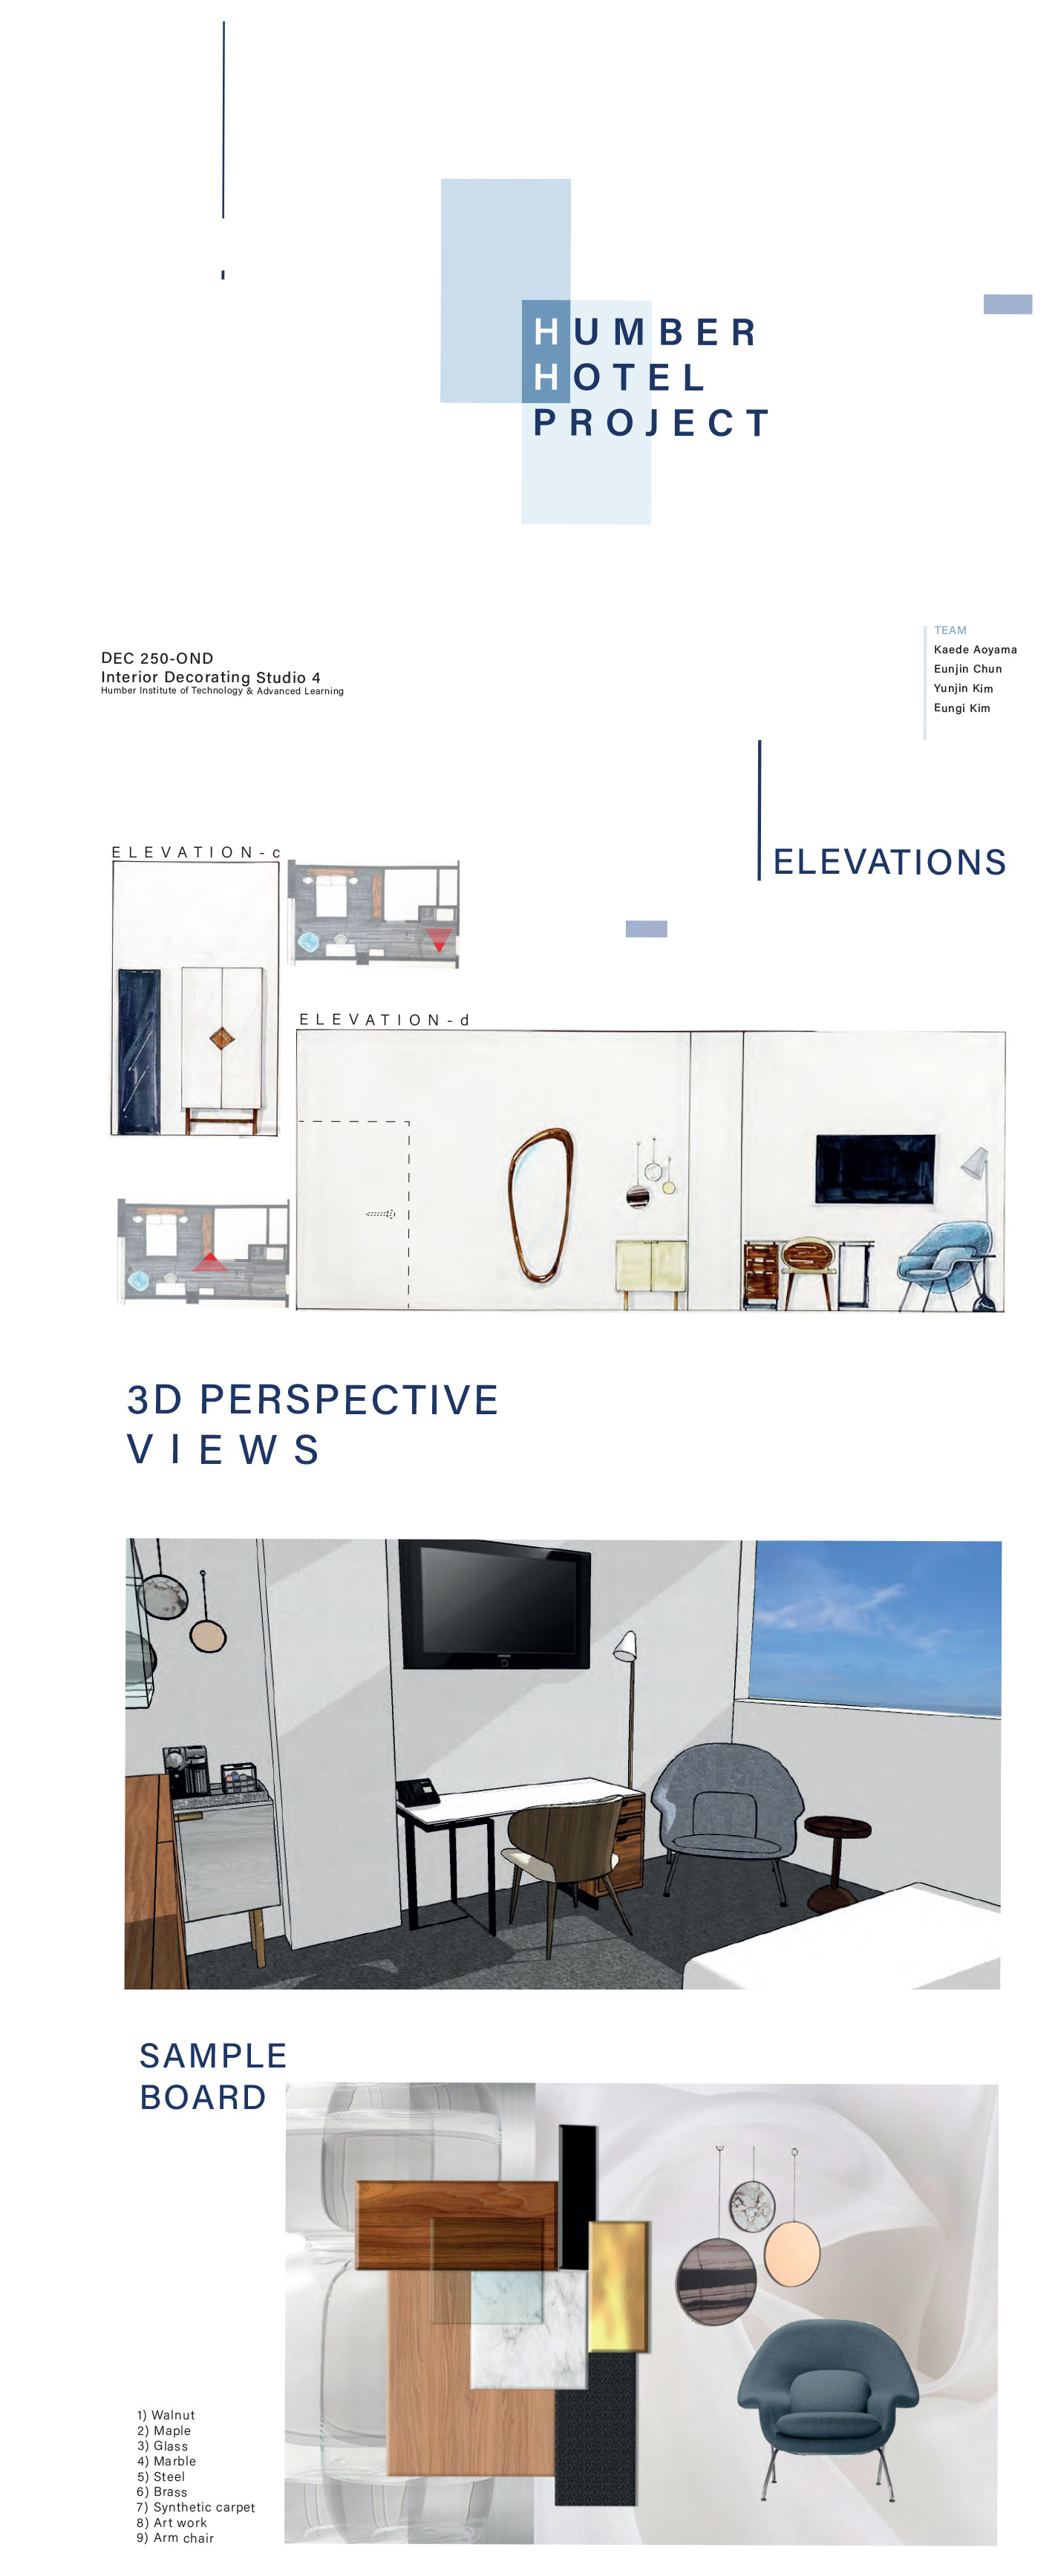 HUMBER
HOTEL
PROJECT
DEC 250-OND
Interior Decorating Studio 4
Humber Institute of Technology & Advanced Learning
TEAM
Kaede Aoyama
Eunjin Chun
Yunjin Kim
Eungi Kim
ELEVATIONS
ELEVATION-c
ELEVATION-d
3D PERSPECTIVE
VIEWS
SAMPLE
BOARD
1) Walnut
2) Maple
3) Glass
4) Marble
5) Steel
6) Brass
7) Synthetic carpet
8) Art work
9) Arm chair